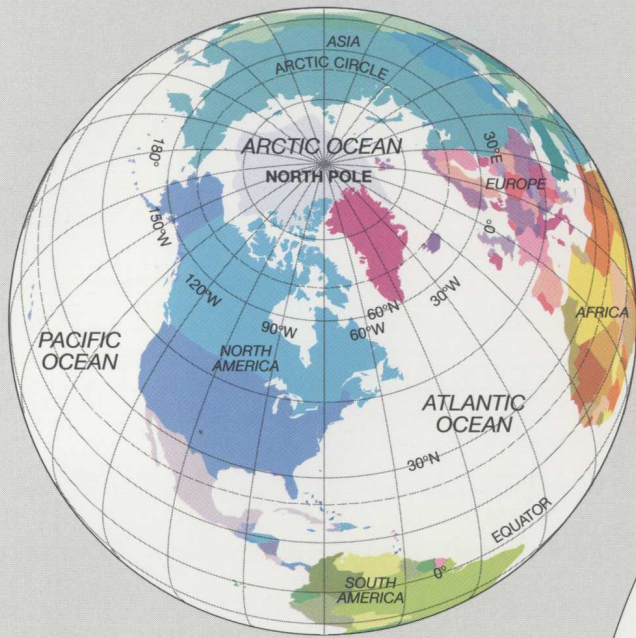 ASIA
ARCTIC CIRCLE
ARCTIC OCEAN
NORTH POLE
180°
30°E
EUROPE
0°
150°W
120°W
90°W
60°N
60°W
30°W
AFRICA
PACIFIC
OCEAN
NORTH
AMERICA
ATLANTIC
OCEAN
30°N
EQUATOR
0°
SOUTH
AMERICA